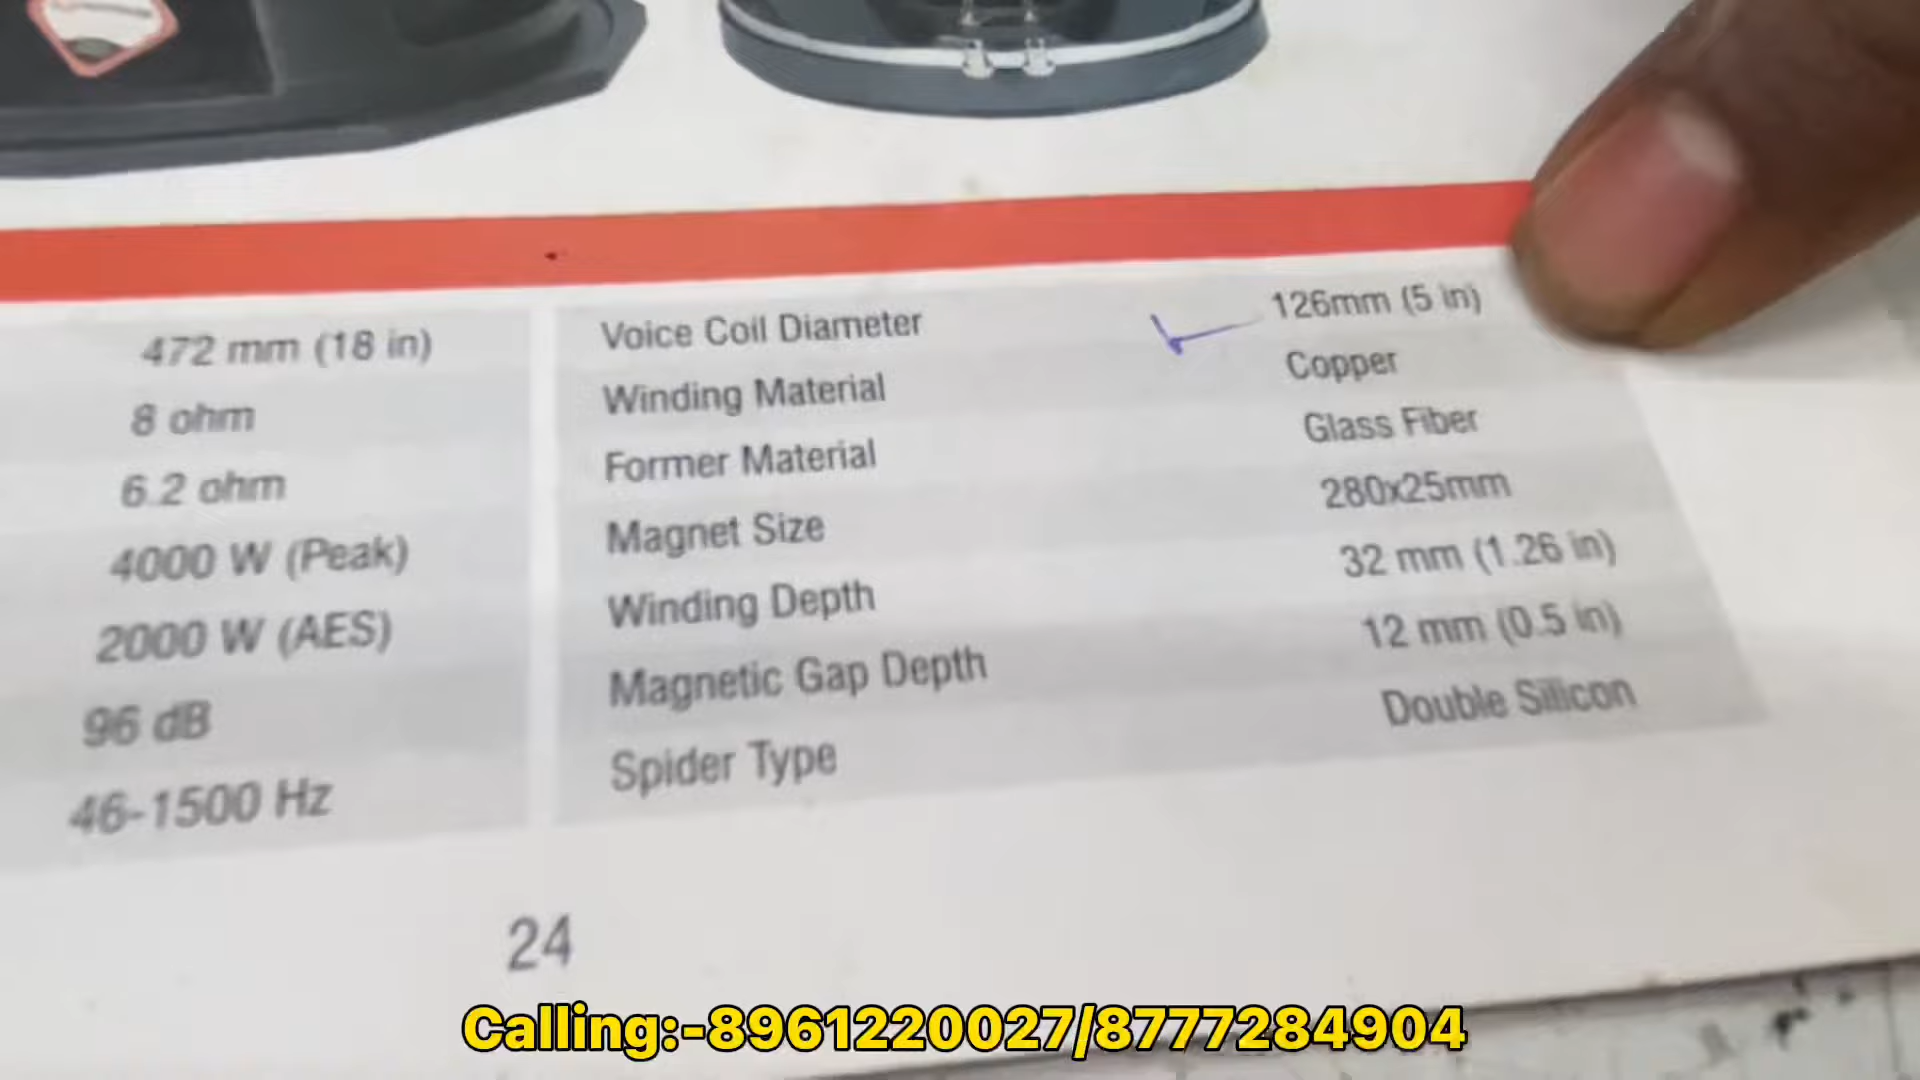 472 mm (18 in)
8 ohm
6.2 ohm
4000 W (Peak)
2000 W (AES)
96 dB
46-1500 Hz
Voice Coil Diameter 126mm (5 in)
Winding Material Copper
Former Material Glass Fiber
Magnet Size 280x25mm
Winding Depth 32 mm (1.26 in)
Magnetic Gap Depth 12 mm (0.5 in)
Spider Type Double Silicon
24
Calling:-8961220027/8777284904